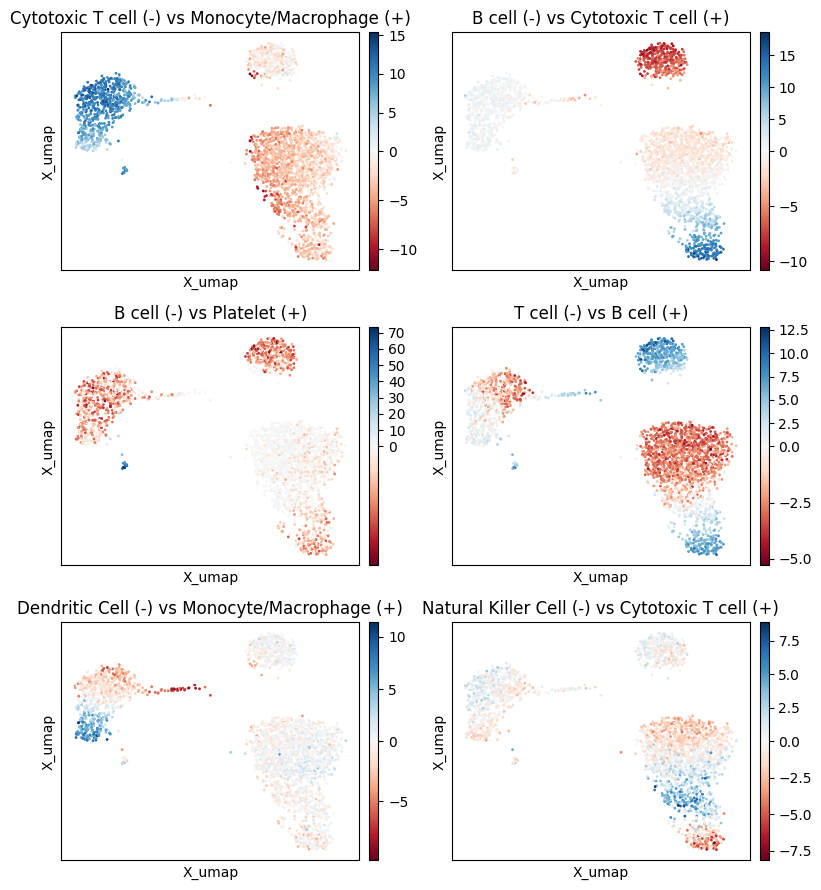 Cytotoxic T cell (-) vs Monocyte/Macrophage (+)
X_umap
X_umap
15
10
5
0
−5
−10
B cell (-) vs Cytotoxic T cell (+)
X_umap
X_umap
15
10
5
0
−5
−10
B cell (-) vs Platelet (+)
X_umap
X_umap
70
60
50
40
30
20
10
0
T cell (-) vs B cell (+)
X_umap
X_umap
12.5
10.0
7.5
5.0
2.5
0.0
−2.5
−5.0
Dendritic Cell (-) vs Monocyte/Macrophage (+)
X_umap
X_umap
10
5
0
−5
Natural Killer Cell (-) vs Cytotoxic T cell (+)
X_umap
X_umap
7.5
5.0
2.5
0.0
−2.5
−5.0
−7.5